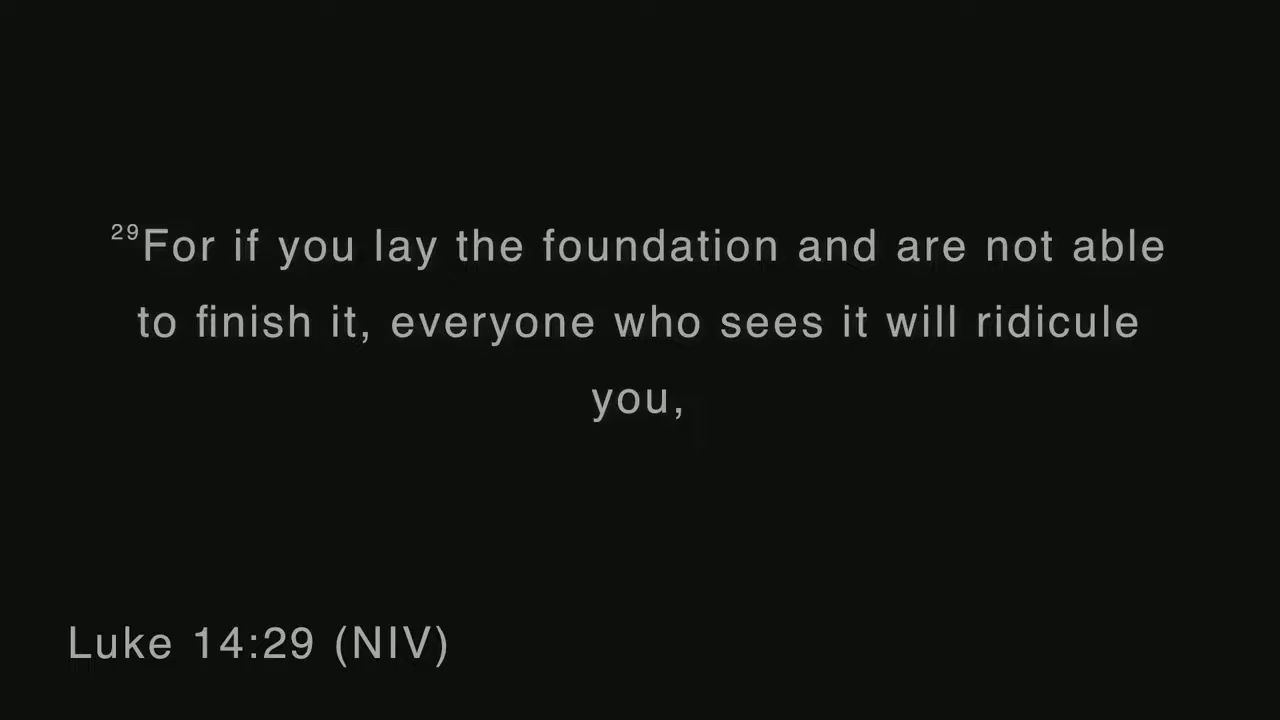 29For if you lay the foundation and are not able
to finish it, everyone who sees it will ridicule
you,
Luke 14:29 (NIV)